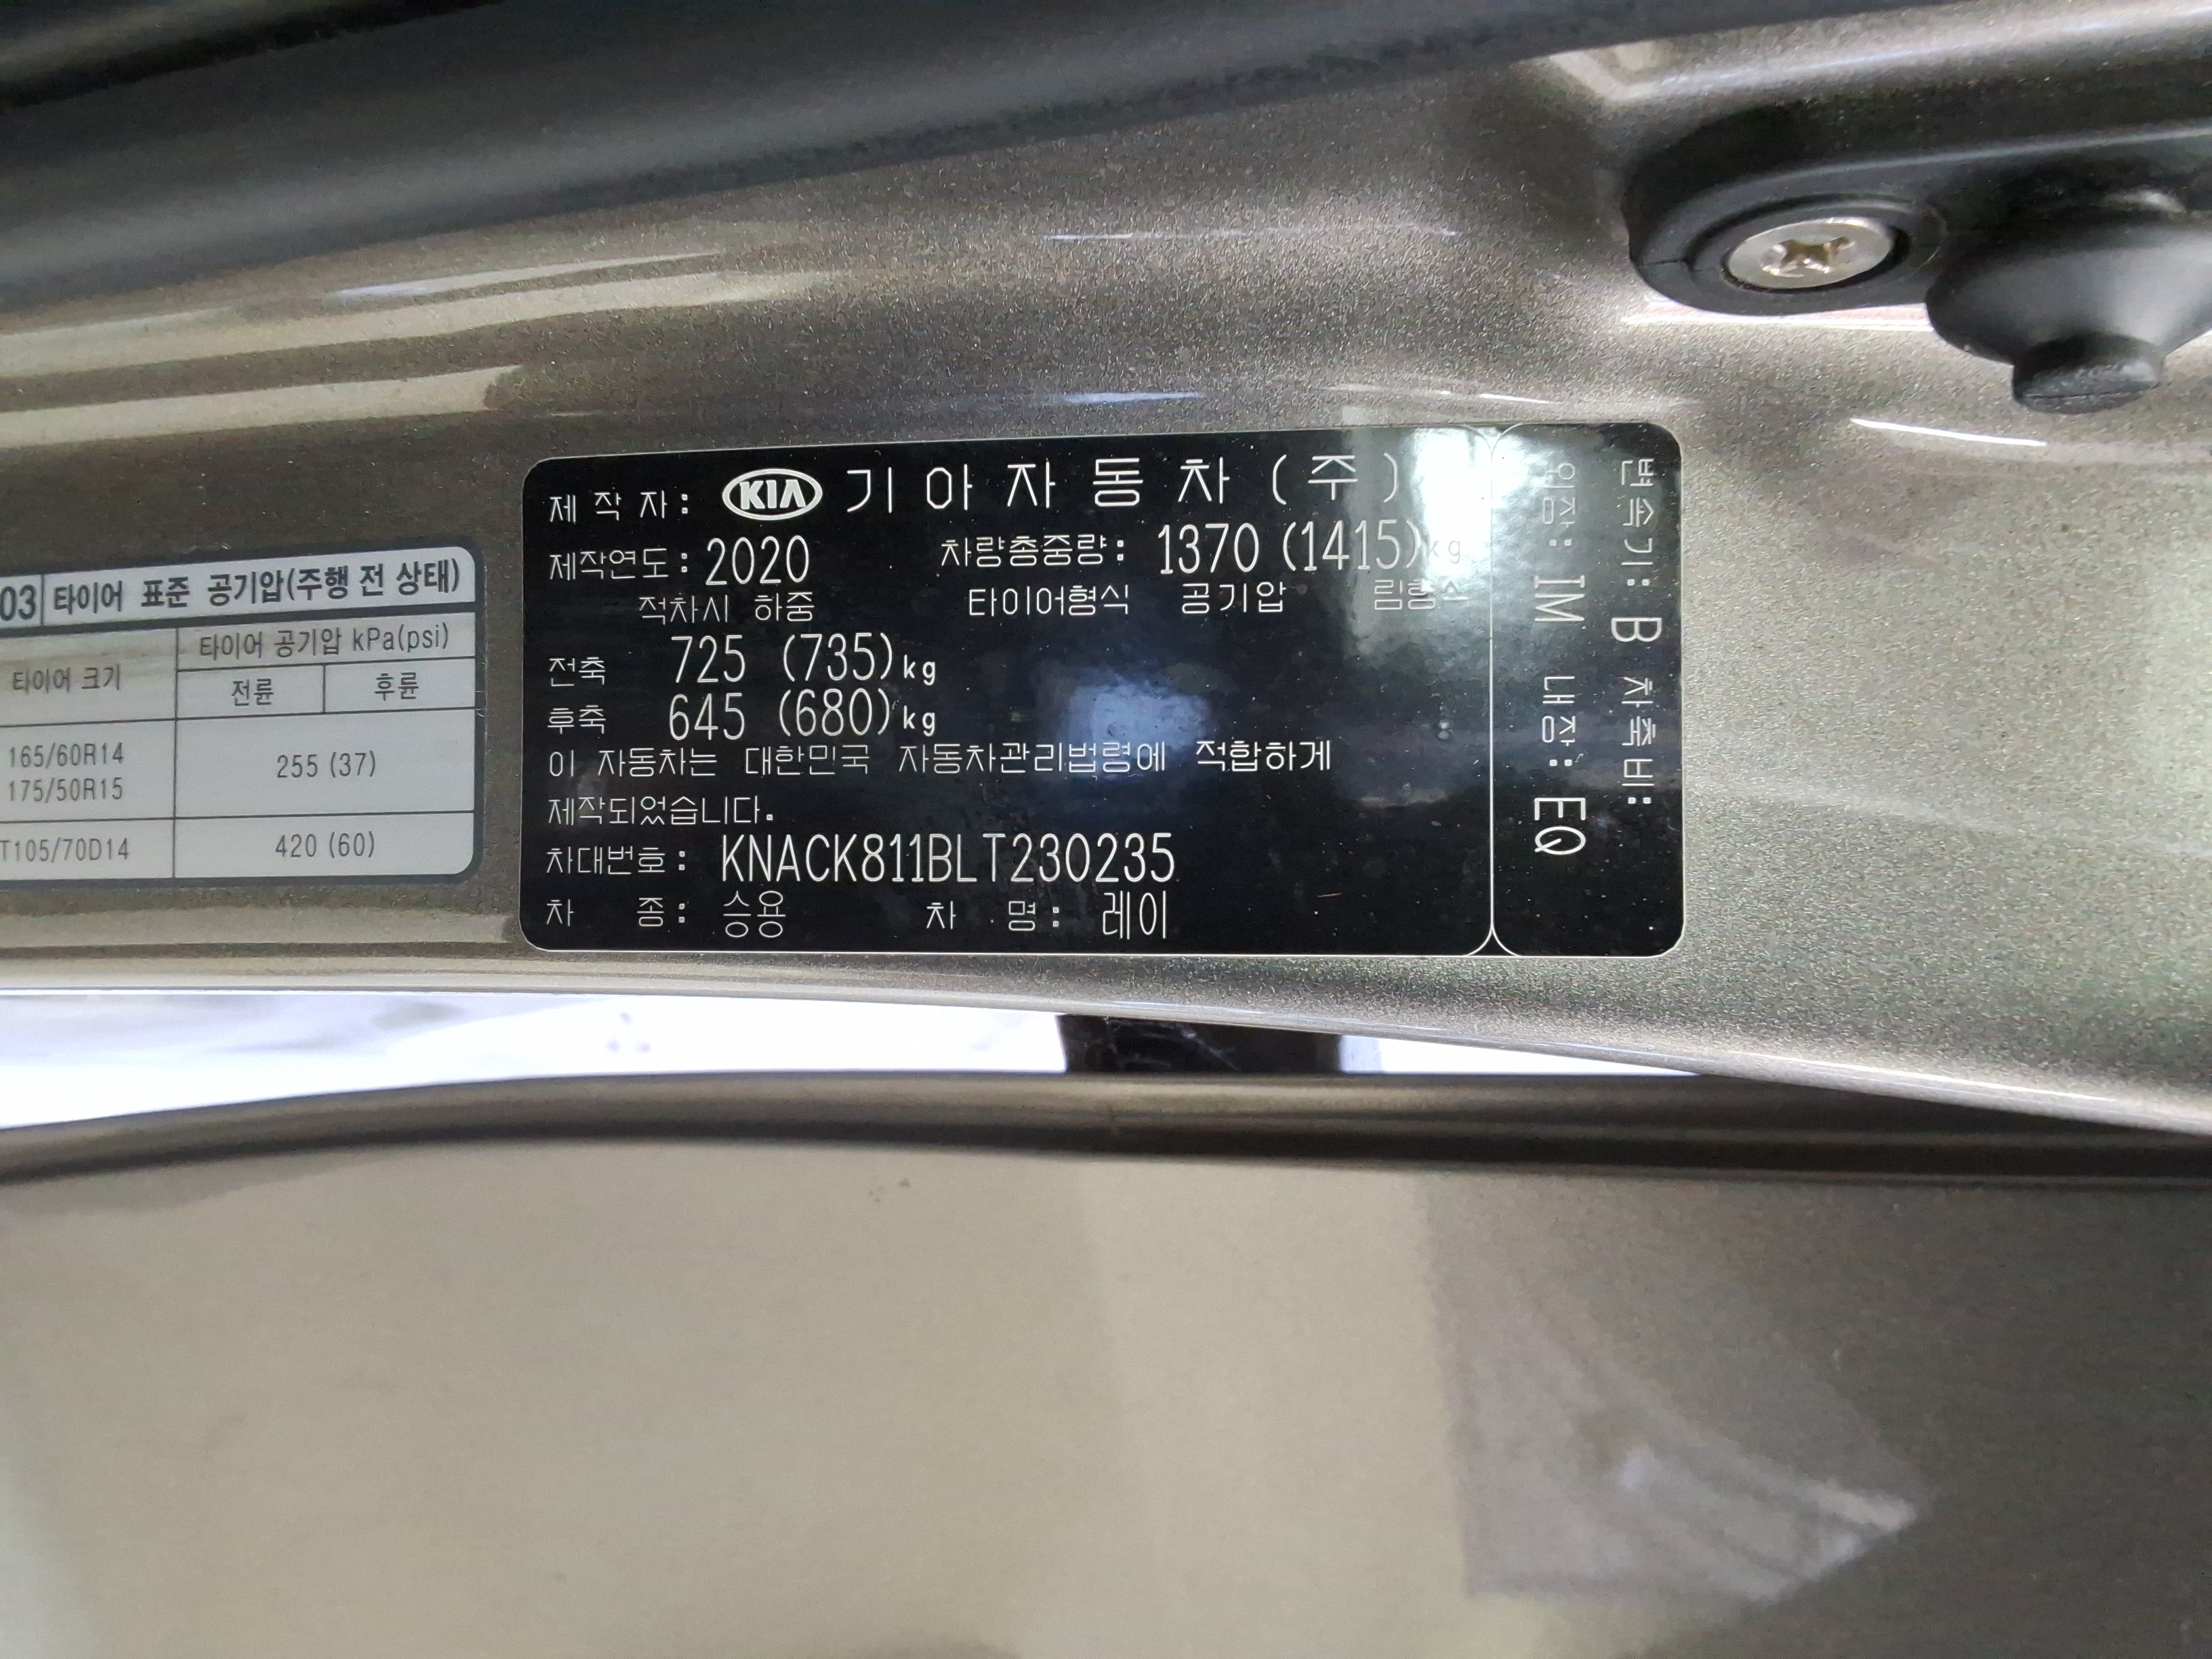 03 타이어 표준 공기압(주행 전 상태)
타이어 크기 타이어 공기압 kPa(psi)
전륜 후륜
165/60R14
175/50R15
255 (37)
T105/70D14 420 (60)
제 작 자: KIA 기 아 자 동 차 (주)
제작연도: 2020 차량총중량: 1370 (1415)kg
적차시 하중 타이어형식 공기압 림형식
전축 725 (735)kg
후축 645 (680)kg
이 자동차는 대한민국 자동차관리법령에 적합하게
제작되었습니다.
차대번호: KNACK811BLT230235
차 종: 승용 차 명: 레이
변속기: B 차축비:
외장: IM 내장: EQ